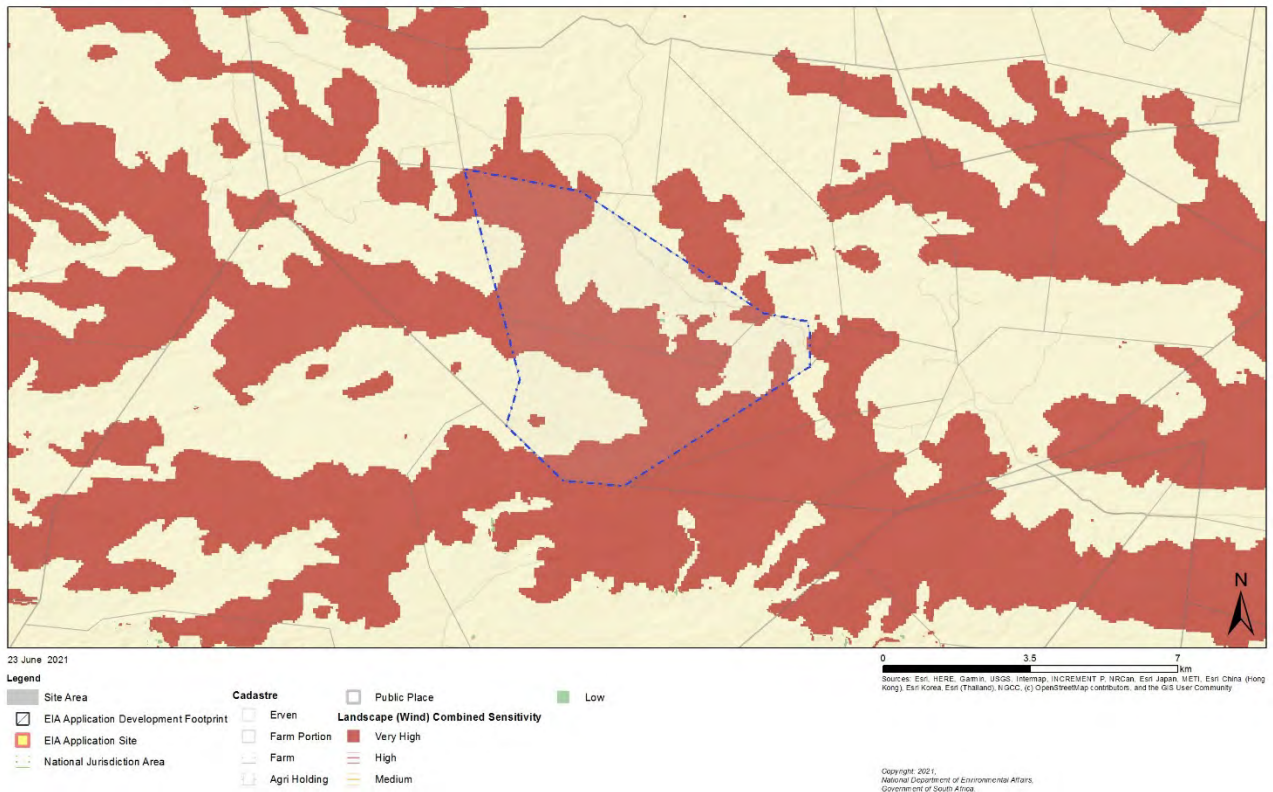 N
23 June 2021
Legend
Site Area
EIA Application Development Footprint
EIA Application Site
National Jurisdiction Area
Cadastre
Erven
Farm Portion
Farm
Agri Holding
Public Place
Landscape (Wind) Combined Sensitivity
Very High
High
Medium
Low
0 3.5 7
km
Sources: Esri, HERE, Garmin, USGS, Intermap, INCREMENT P, NRCan, Esri Japan, METI, Esri China (Hong
Kong), Esri Korea, Esri (Thailand), NGCC, (c) OpenStreetMap contributors, and the GIS User Community
Copyright: 2021,
National Department of Environmental Affairs,
Government of South Africa.